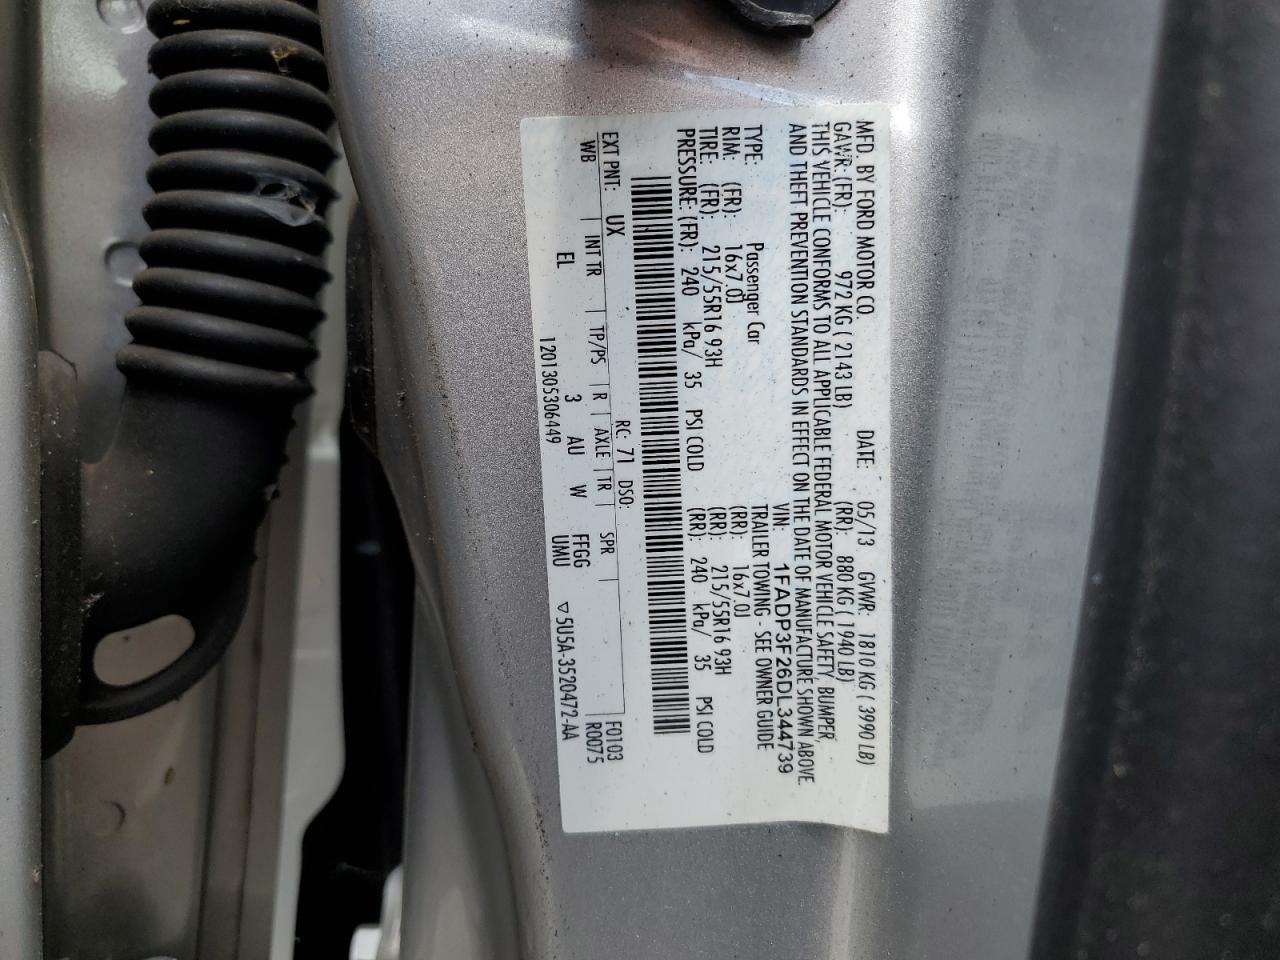 MFD. BY FORD MOTOR CO. DATE: 05/13 GVWR: 1810 KG ( 3990 LB)
GAWR: (FR): 972 KG ( 2143 LB) (RR): 880 KG ( 1940 LB)
THIS VEHICLE CONFORMS TO ALL APPLICABLE FEDERAL MOTOR VEHICLE SAFETY, BUMPER,
AND THEFT PREVENTION STANDARDS IN EFFECT ON THE DATE OF MANUFACTURE SHOWN ABOVE.
VIN: 1FADP3F26DL344739
TYPE: Passenger Car TRAILER TOWING - SEE OWNER GUIDE
RIM: (FR): 16x7.0J (RR): 16x7.0J
TIRE: (FR): 215/55R16 93H (RR): 215/55R16 93H
PRESSURE: (FR): 240 kPa/ 35 PSI COLD (RR): 240 kPa/ 35 PSI COLD
RC: 71 DSO:
EXT PNT: UX F0103
WB INT TR TP/PS R AXLE TR SPR R0075
EL 3 AU W FFGG
UMU
1201305306449 ▽5U5A-3520472-AA